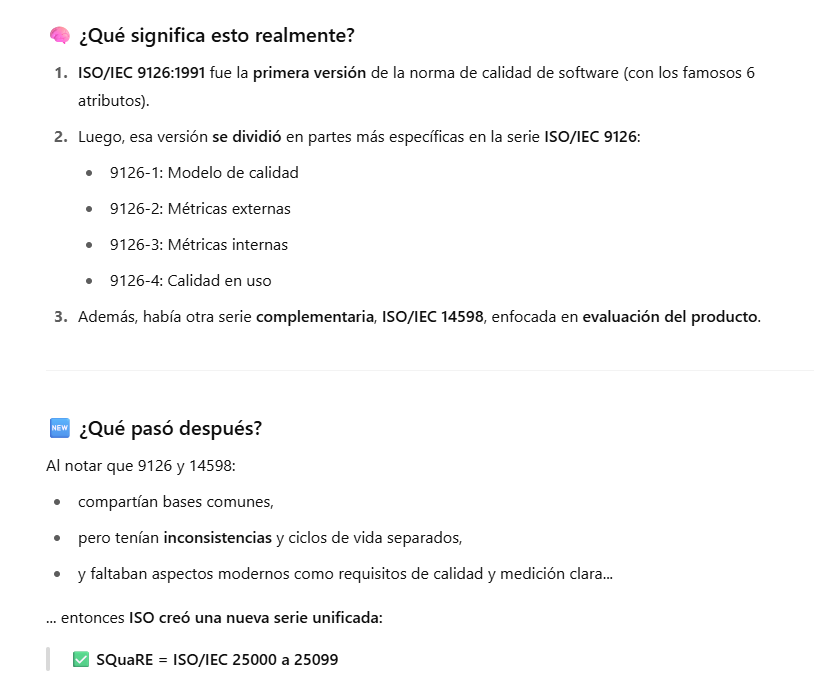 🧠 ¿Qué significa esto realmente?
1. ISO/IEC 9126:1991 fue la primera versión de la norma de calidad de software (con los famosos 6
atributos).
2. Luego, esa versión se dividió en partes más específicas en la serie ISO/IEC 9126:
• 9126-1: Modelo de calidad
• 9126-2: Métricas externas
• 9126-3: Métricas internas
• 9126-4: Calidad en uso
3. Además, había otra serie complementaria, ISO/IEC 14598, enfocada en evaluación del producto.
🆕 ¿Qué pasó después?
Al notar que 9126 y 14598:
• compartían bases comunes,
• pero tenían inconsistencias y ciclos de vida separados,
• y faltaban aspectos modernos como requisitos de calidad y medición clara...
... entonces ISO creó una nueva serie unificada:
✅ SQuaRE = ISO/IEC 25000 a 25099